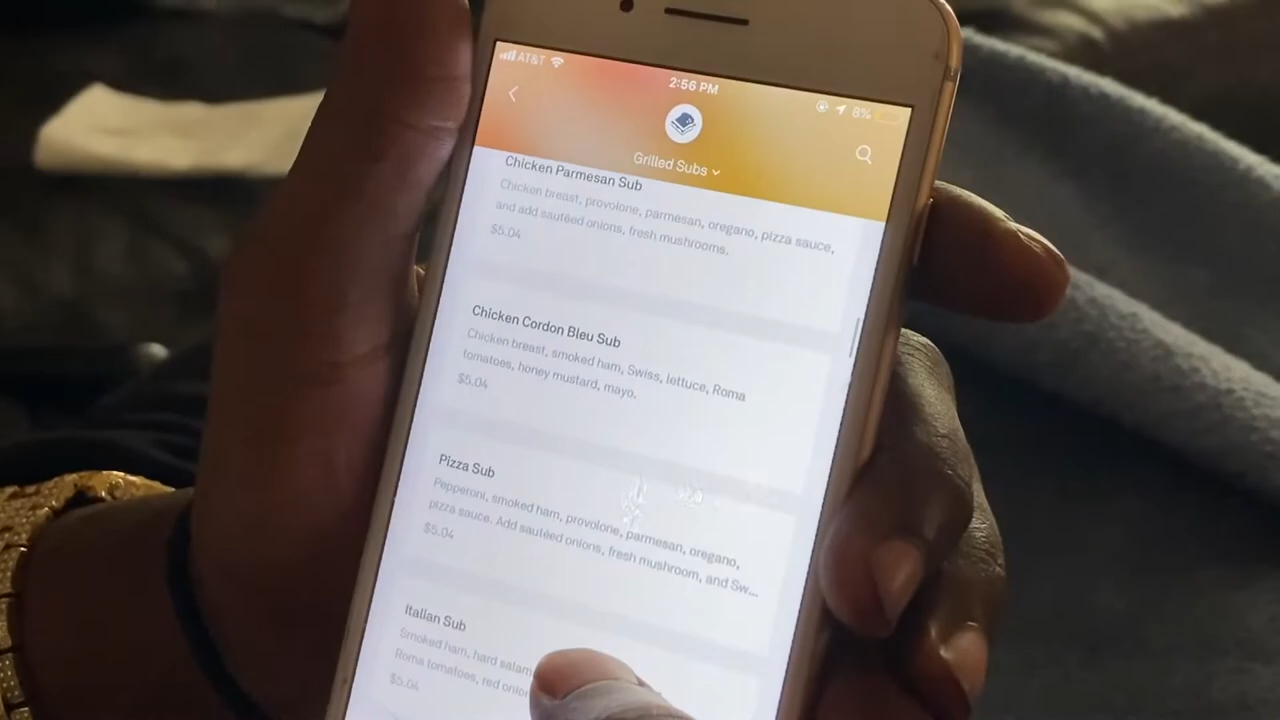 AT&T
2:56 PM
8%
Grilled Subs
Chicken Parmesan Sub
Chicken breast, provolone, parmesan, oregano, pizza sauce,
and add sautéed onions, fresh mushrooms.
$5.04
Chicken Cordon Bleu Sub
Chicken breast, smoked ham, Swiss, lettuce, Roma
tomatoes, honey mustard, mayo.
$5.04
Pizza Sub
Pepperoni, smoked ham, provolone, parmesan, oregano,
pizza sauce. Add sautéed onions, fresh mushroom, and Sw...
$5.04
Italian Sub
Smoked ham, hard salam
Roma tomatoes, red onion
$5.04